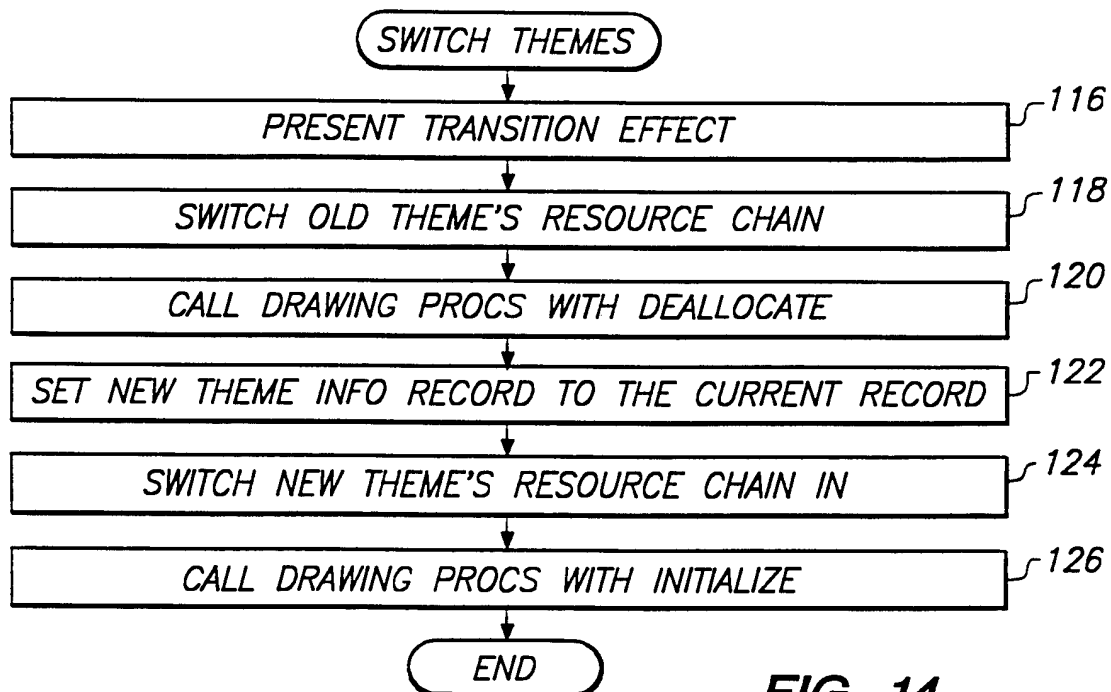 SWITCH THEMES
PRESENT TRANSITION EFFECT
116
SWITCH OLD THEME'S RESOURCE CHAIN
118
CALL DRAWING PROCS WITH DEALLOCATE
120
SET NEW THEME INFO RECORD TO THE CURRENT RECORD
122
SWITCH NEW THEME'S RESOURCE CHAIN IN
124
CALL DRAWING PROCS WITH INITIALIZE
126
END
FIG. 14